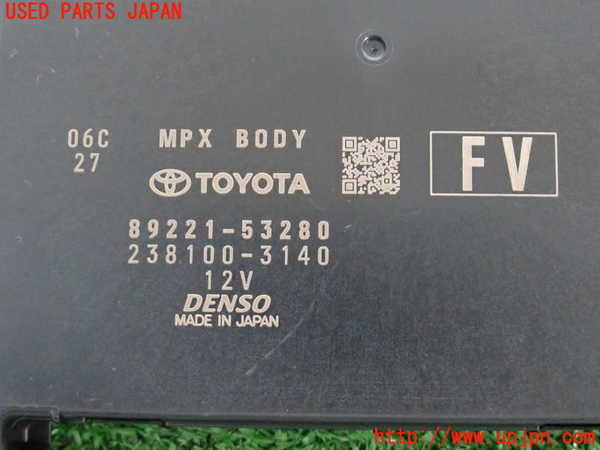 USED PARTS JAPAN
06C MPX BODY
27
TOYOTA
FV
89221-53280
238100-3140
12V
DENSO
MADE IN JAPAN
http://www.upjpn.com